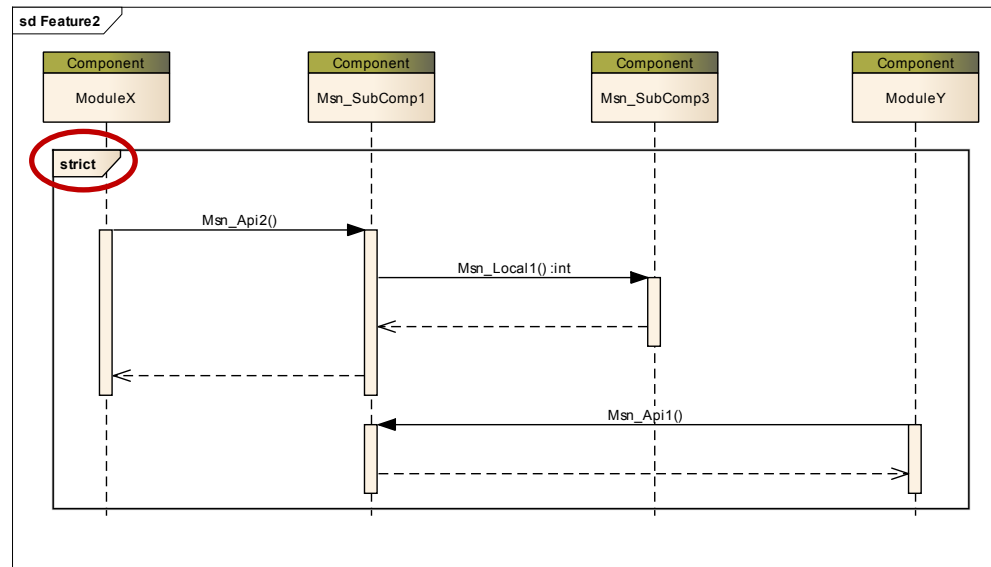 sd Feature2
Component
ModuleX
Component
Msn_SubComp1
Component
Msn_SubComp3
Component
ModuleY
strict
Msn_Api2()
Msn_Local1() :int
Msn_Api1()